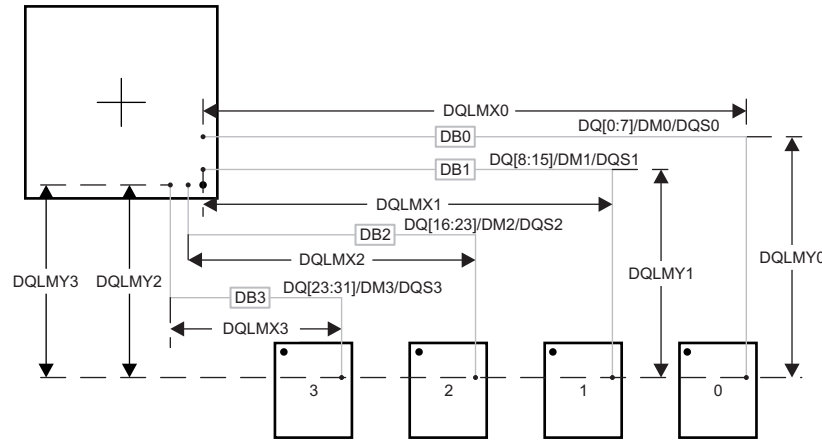 DQLMX0
DQ[0:7]/DM0/DQS0
DB0
DQ[8:15]/DM1/DQS1
DB1
DQLMX1
DQ[16:23]/DM2/DQS2
DB2
DQLMX2
DQLMY0
DQLMY1
DQLMY3
DQLMY2
DQ[23:31]/DM3/DQS3
DB3
DQLMX3
3
2
1
0